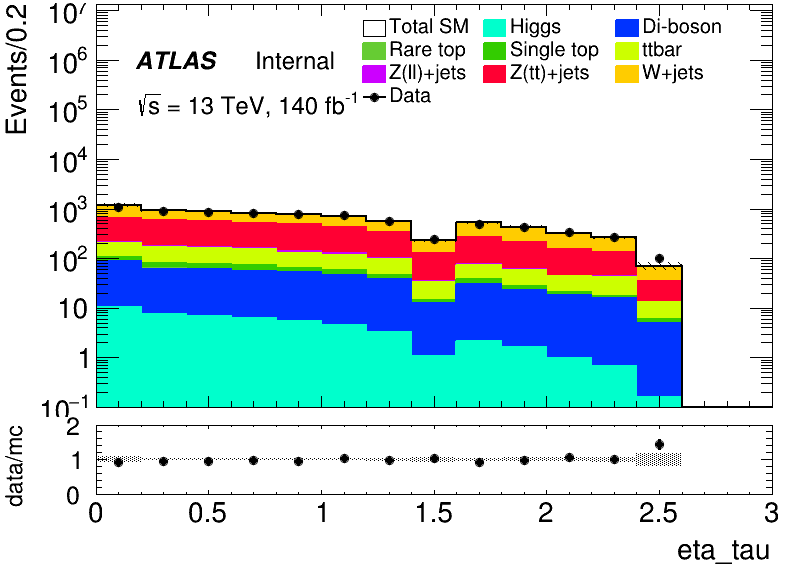 Events/0.2
10⁷
10⁶
10⁵
10⁴
10³
10²
10
1
10⁻¹
ATLAS Internal
√s = 13 TeV, 140 fb⁻¹
Total SM Higgs Di-boson
Rare top Single top ttbar
Z(ll)+jets Z(tt)+jets W+jets
Data
data/mc
2
1
0
0 0.5 1 1.5 2 2.5 3
eta_tau